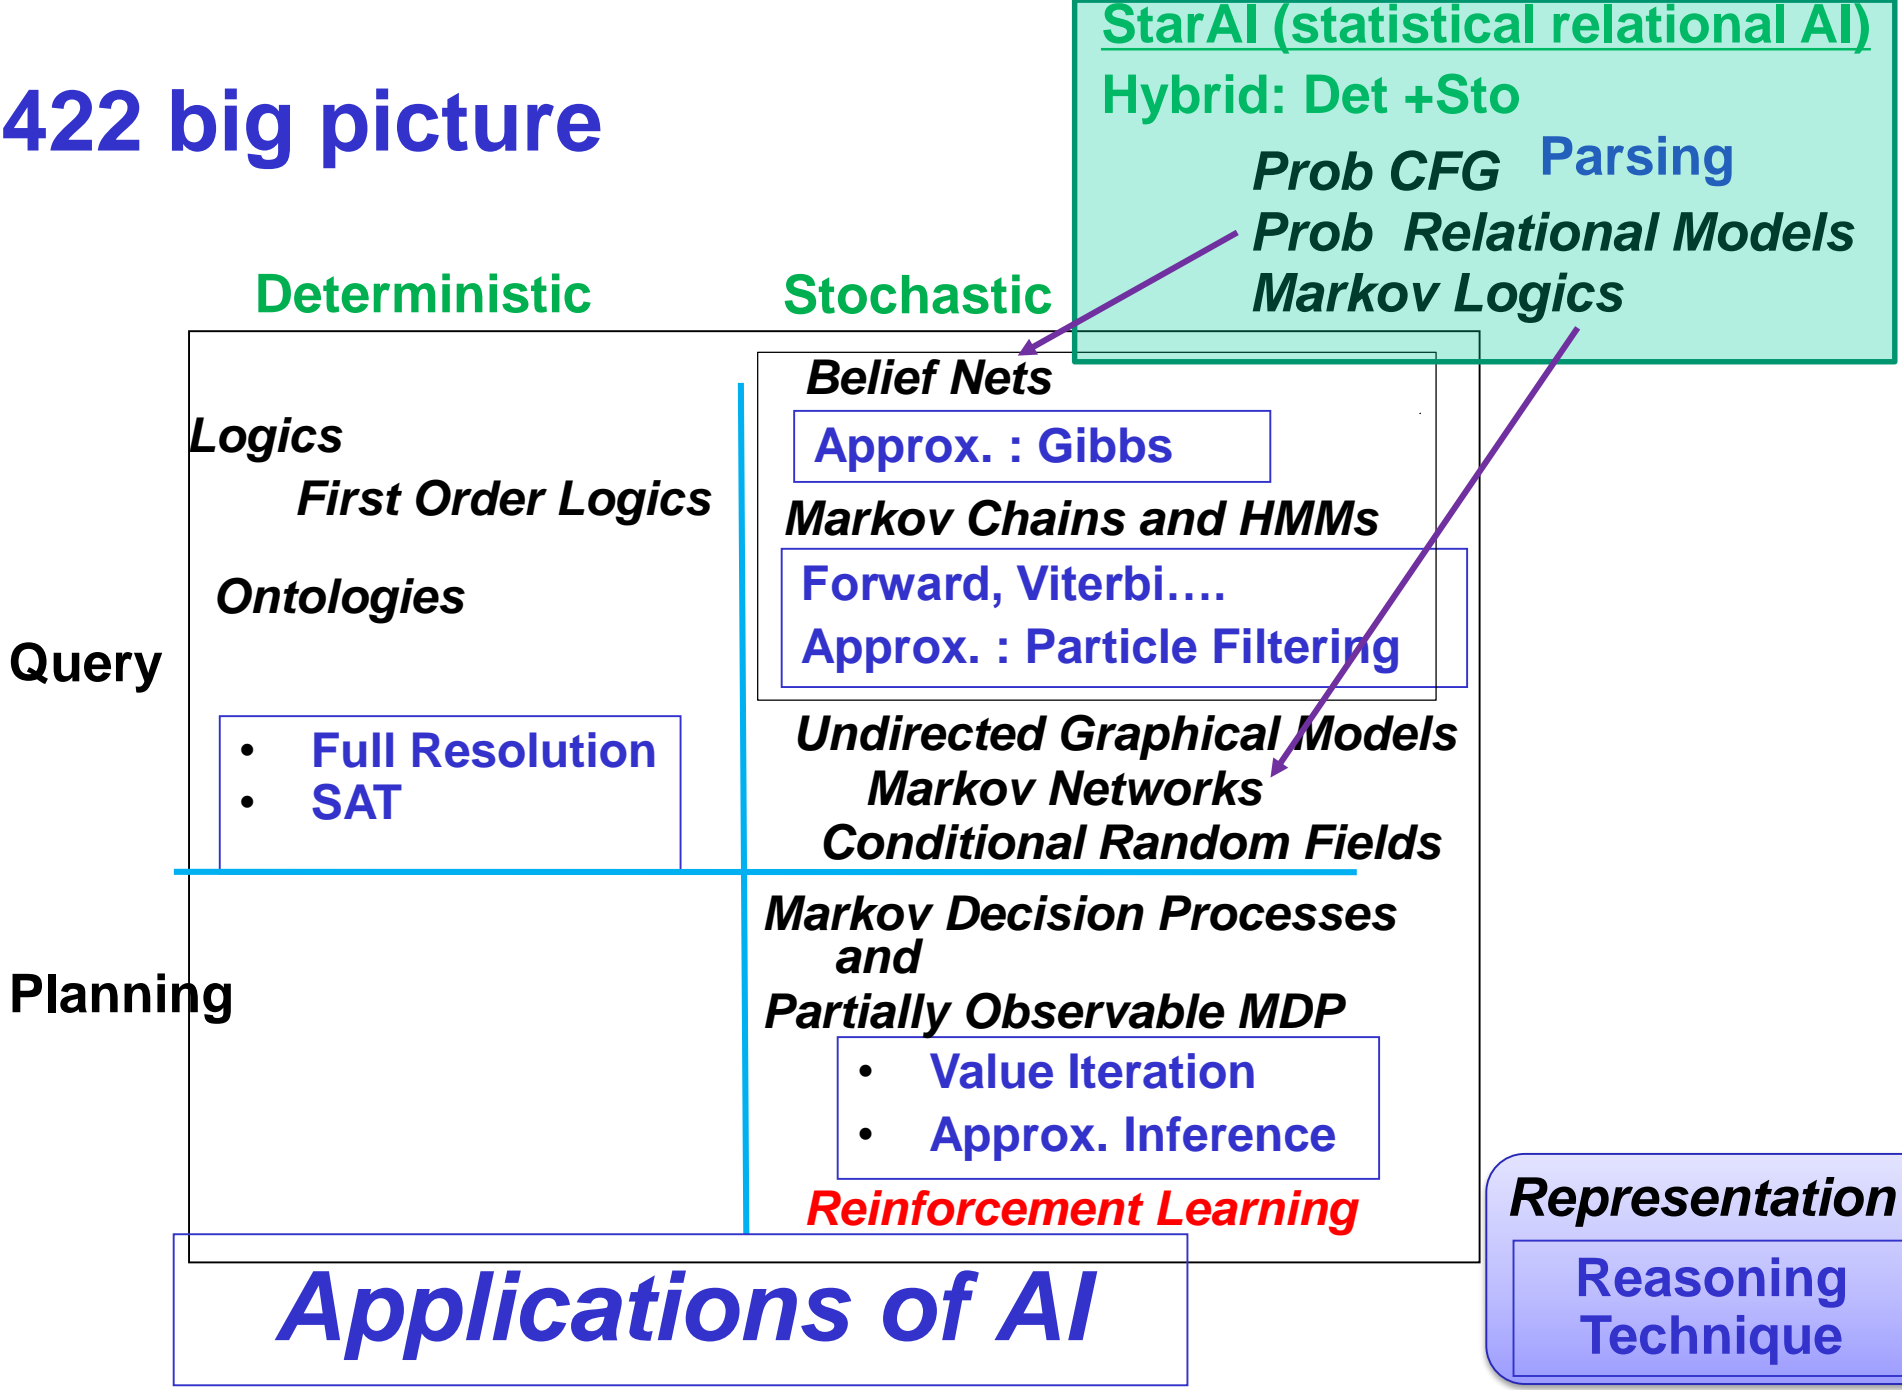 StarAI (statistical relational AI)
Hybrid: Det +Sto
Prob CFG Parsing
Prob Relational Models
Markov Logics
422 big picture
Deterministic
Stochastic
Query
Logics
First Order Logics
Ontologies
• Full Resolution
• SAT
Belief Nets
Approx. : Gibbs
Markov Chains and HMMs
Forward, Viterbi….
Approx. : Particle Filtering
Undirected Graphical Models
Markov Networks
Conditional Random Fields
Planning
Markov Decision Processes
and
Partially Observable MDP
• Value Iteration
• Approx. Inference
Reinforcement Learning
Applications of AI
Representation
Reasoning
Technique